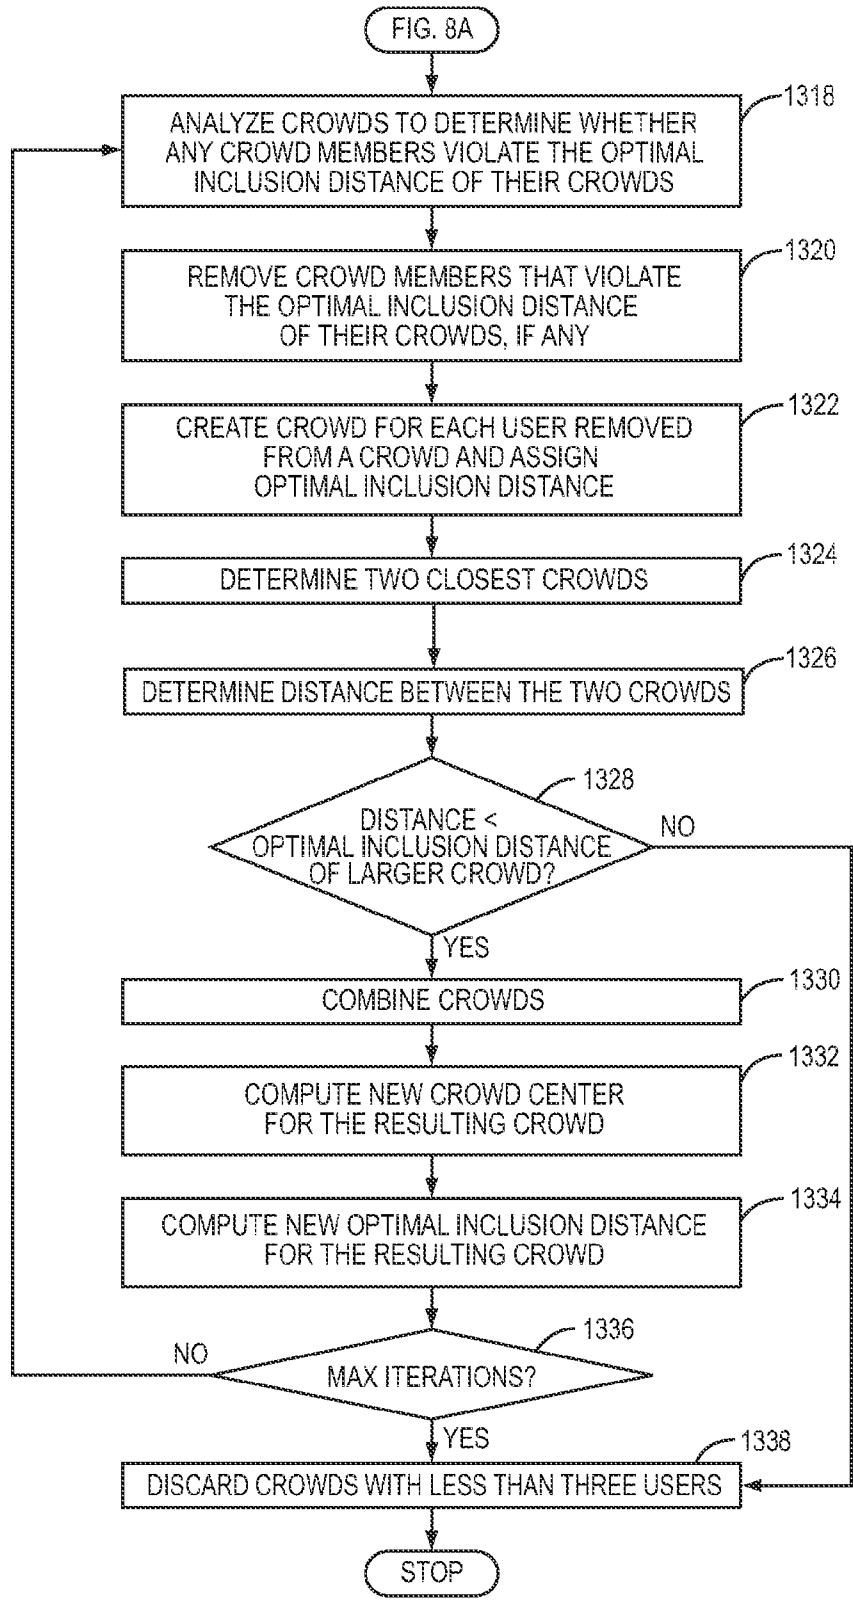 FIG. 8A
1318
ANALYZE CROWDS TO DETERMINE WHETHER
ANY CROWD MEMBERS VIOLATE THE OPTIMAL
INCLUSION DISTANCE OF THEIR CROWDS
1320
REMOVE CROWD MEMBERS THAT VIOLATE
THE OPTIMAL INCLUSION DISTANCE
OF THEIR CROWDS, IF ANY
1322
CREATE CROWD FOR EACH USER REMOVED
FROM A CROWD AND ASSIGN
OPTIMAL INCLUSION DISTANCE
1324
DETERMINE TWO CLOSEST CROWDS
1326
DETERMINE DISTANCE BETWEEN THE TWO CROWDS
1328
DISTANCE <
OPTIMAL INCLUSION DISTANCE
OF LARGER CROWD?
NO
YES
1330
COMBINE CROWDS
1332
COMPUTE NEW CROWD CENTER
FOR THE RESULTING CROWD
1334
COMPUTE NEW OPTIMAL INCLUSION DISTANCE
FOR THE RESULTING CROWD
1336
NO
MAX ITERATIONS?
YES
1338
DISCARD CROWDS WITH LESS THAN THREE USERS
STOP